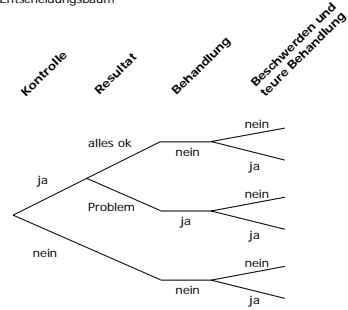 Entscheidungsbaum
Kontrolle
Resultat
Behandlung
Beschwerden und
teure Behandlung
nein
alles ok
nein
ja
ja
nein
Problem
ja
ja
nein
nein
nein
ja